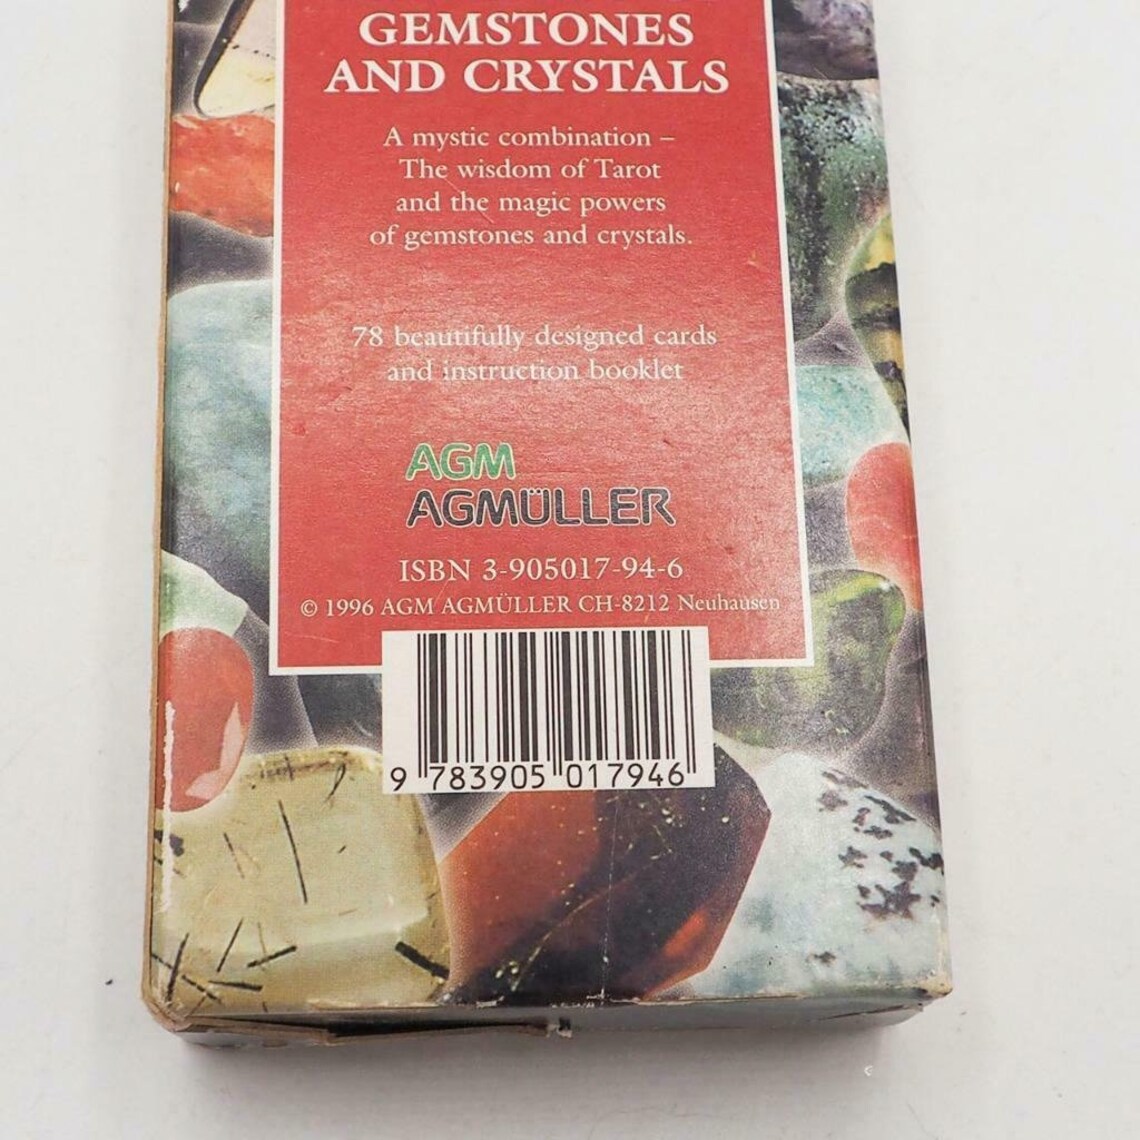 GEMSTONES
AND CRYSTALS
A mystic combination –
The wisdom of Tarot
and the magic powers
of gemstones and crystals.
78 beautifully designed cards
and instruction booklet
AGM
AGMÜLLER
ISBN 3-905017-94-6
© 1996 AGM AGMÜLLER CH-8212 Neuhausen
9 783905 017946